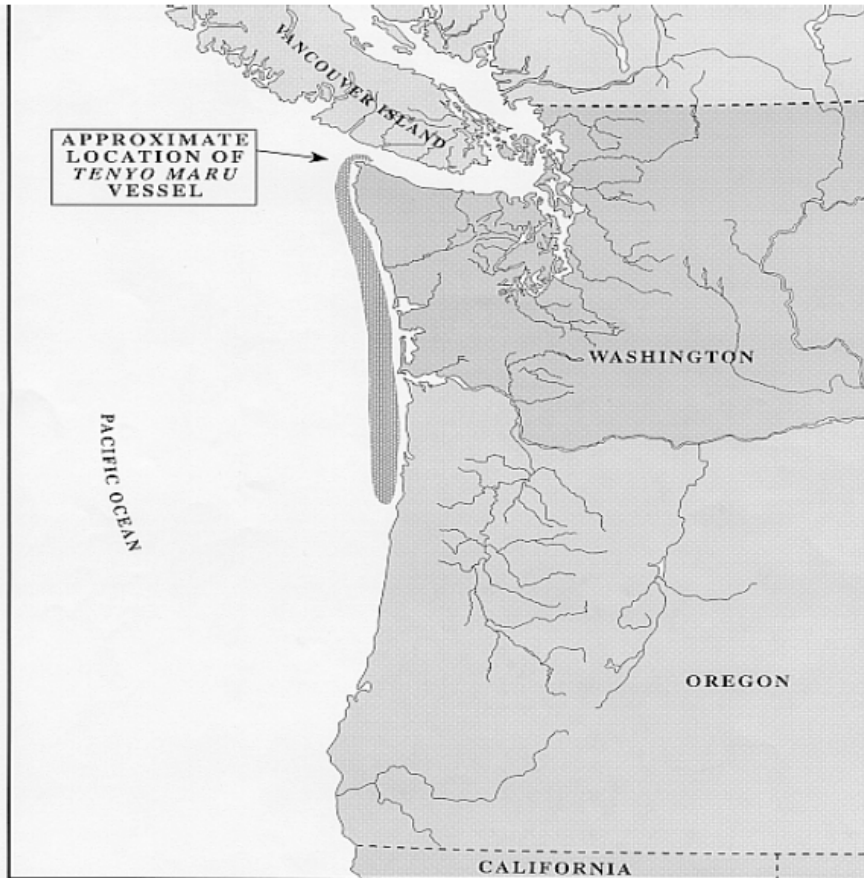 VANCOUVER ISLAND
APPROXIMATE
LOCATION OF
TENYO MARU
VESSEL
WASHINGTON
PACIFIC OCEAN
OREGON
CALIFORNIA